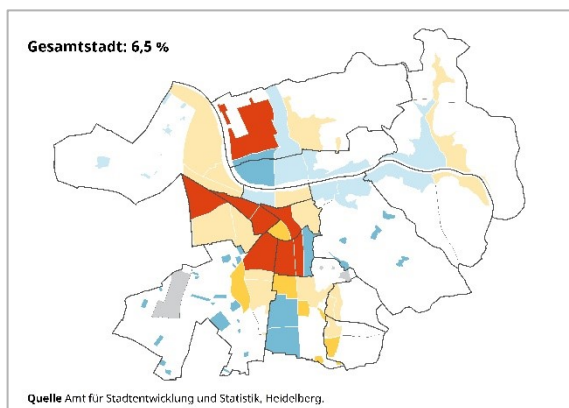 Gesamtstadt: 6,5 %
Quelle Amt für Stadtentwicklung und Statistik, Heidelberg.